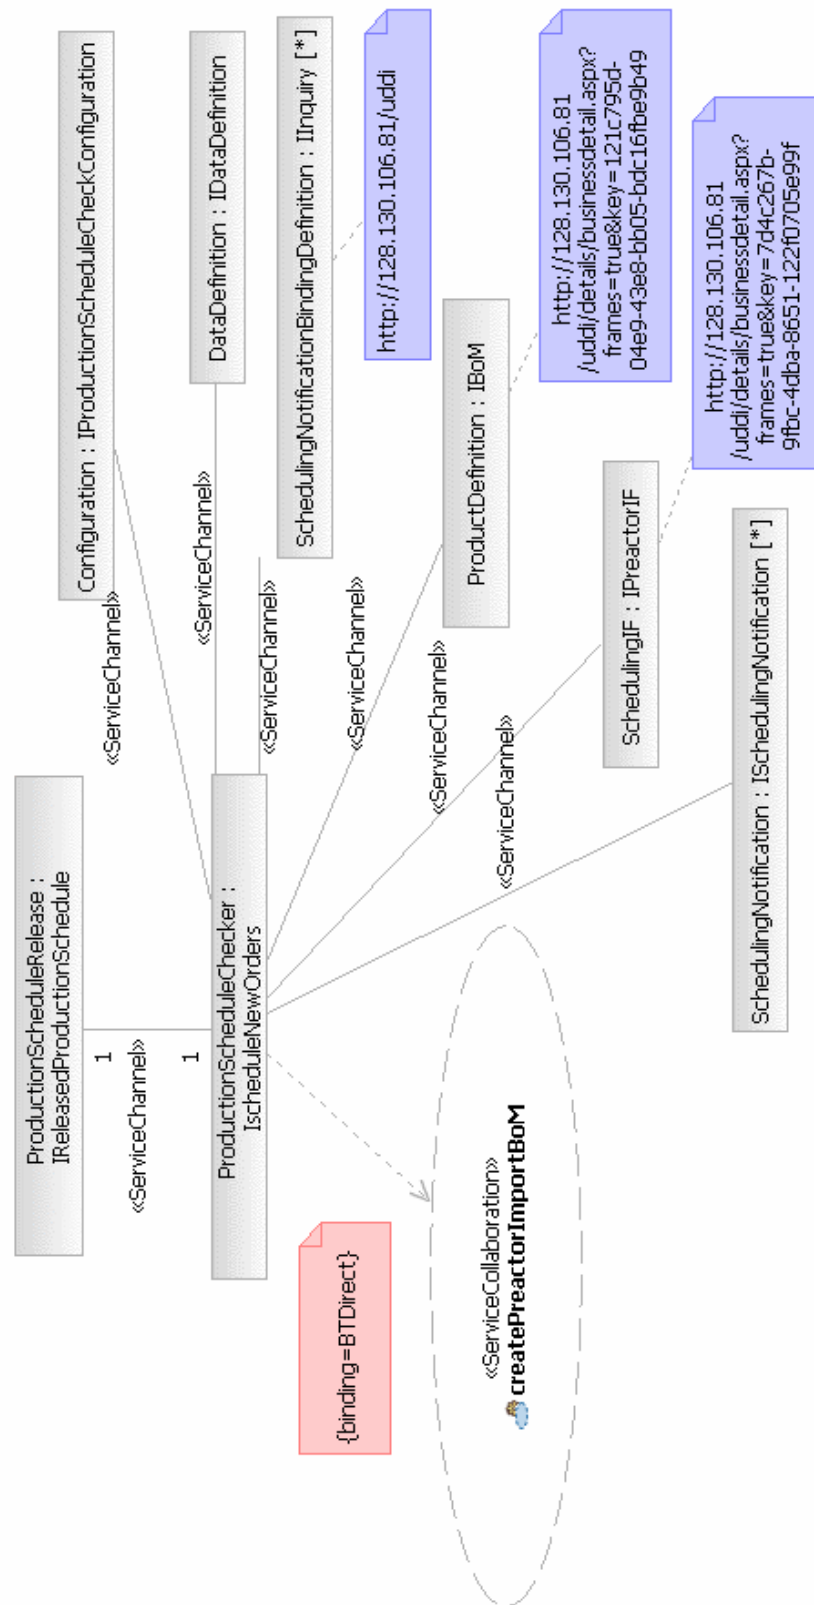 ProductionScheduleRelease :
IReleasedProductionSchedule
1
«ServiceChannel»
1
ProductionScheduleChecker :
IscheduleNewOrders
Configuration : IProductionScheduleCheckConfiguration
«ServiceChannel»
DataDefinition : IDataDefinition
«ServiceChannel»
SchedulingNotificationBindingDefinition : IInquiry [*]
«ServiceChannel»
http://128.130.106.81/uddi
ProductDefinition : IBoM
«ServiceChannel»
http://128.130.106.81
/uddi/details/businessdetail.aspx?
frames=true&key=121c795d-
04e9-43e8-bb05-bdc16fbe9b49
SchedulingIF : IPreactorIF
«ServiceChannel»
http://128.130.106.81
/uddi/details/businessdetail.aspx?
frames=true&key=7d4c267b-
9fbc-4dba-8651-122f0705e99f
SchedulingNotification : ISchedulingNotification [*]
«ServiceChannel»
{binding=BTDirect}
«ServiceCollaboration»
createPreactorImportBoM